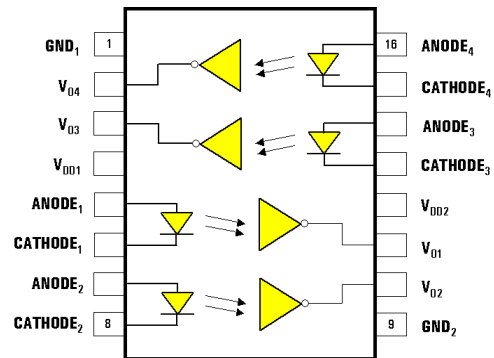 GND1 1 16 ANODE4
VO4 CATHODE4
VO3 ANODE3
VDD1 CATHODE3
ANODE1 VDD2
CATHODE1 VO1
ANODE2 VO2
CATHODE2 8 9 GND2